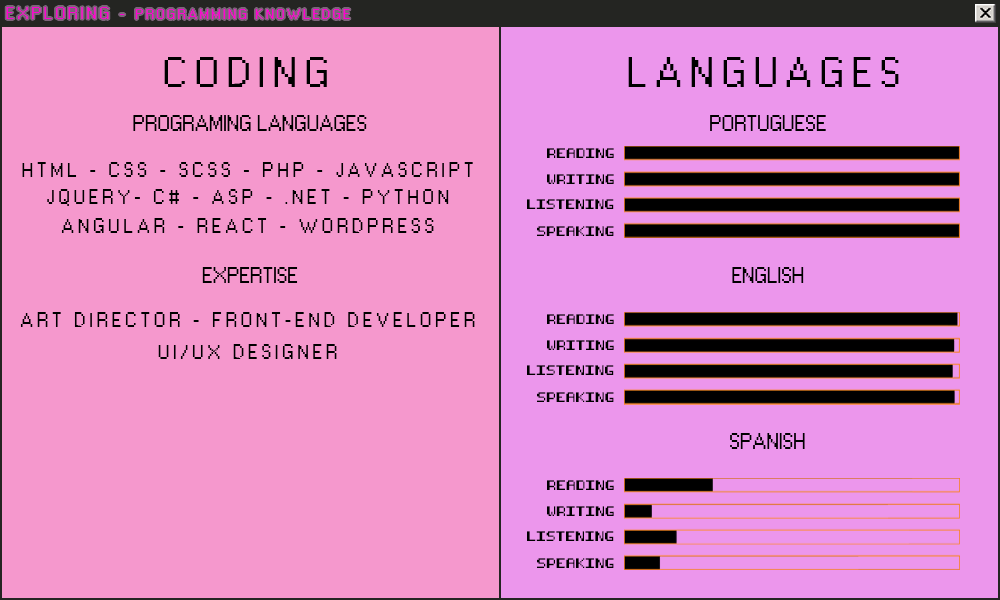 EXPLORING - PROGRAMMING KNOWLEDGE
CODING
PROGRAMING LANGUAGES
HTML - CSS - SCSS - PHP - JAVASCRIPT
JQUERY- C# - ASP - .NET - PYTHON
ANGULAR - REACT - WORDPRESS
EXPERTISE
ART DIRECTOR - FRONT-END DEVELOPER
UI/UX DESIGNER
LANGUAGES
PORTUGUESE
READING
WRITING
LISTENING
SPEAKING
ENGLISH
READING
WRITING
LISTENING
SPEAKING
SPANISH
READING
WRITING
LISTENING
SPEAKING